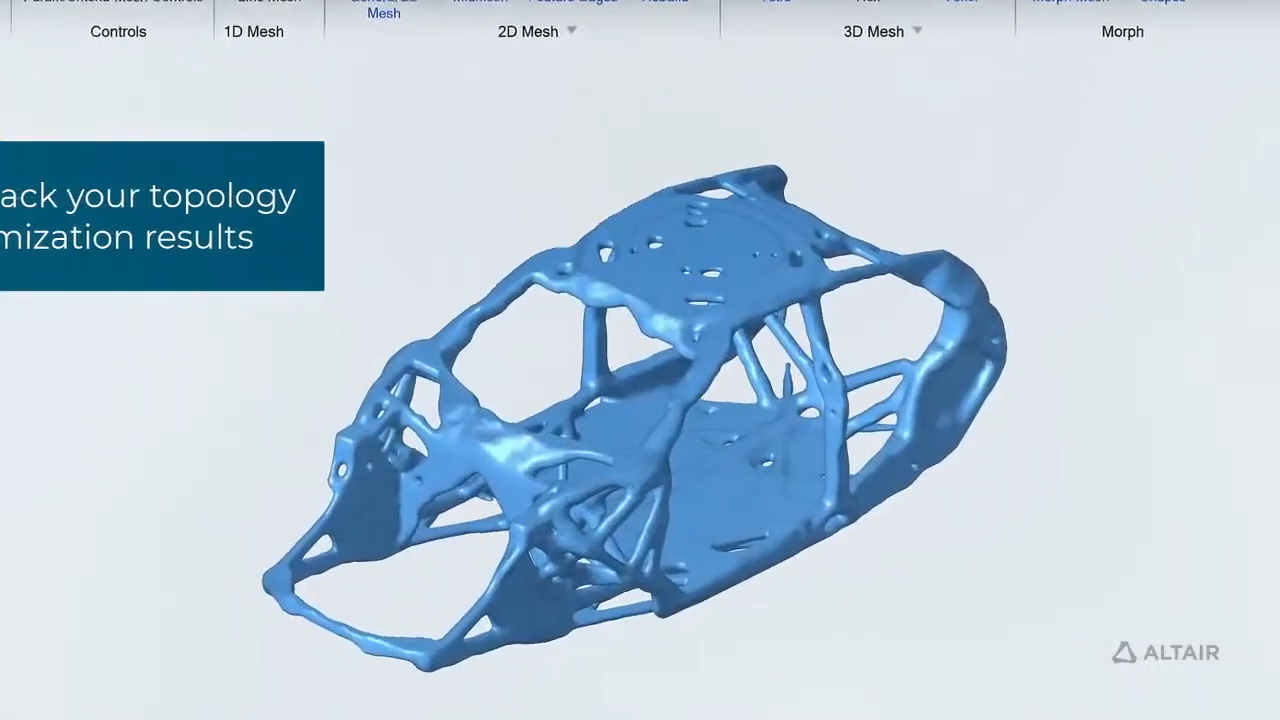 Mesh
Controls
1D Mesh
2D Mesh
3D Mesh
Morph
ack your topology
mization results
ALTAIR